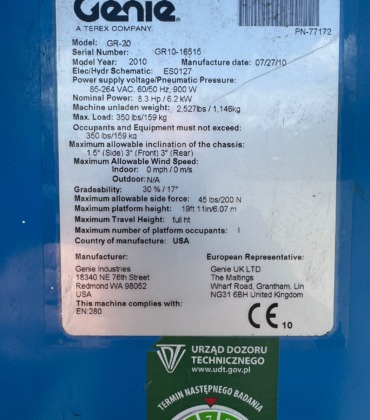 Genie.
A TEREX COMPANY
PN-77172
Model: GR-20
Serial Number: GR10-16515
Model Year: 2010 Manufacture date: 07/27/10
Elec/Hydr Schematic: ES0127
Power supply voltage/Pneumatic Pressure:
85-264 VAC, 60/50 Hz, 900 W
Nominal Power: 8.3 Hp / 6.2 kW
Machine unladen weight: 2,527lbs / 1,146kg
Max. Load: 350 lbs/159 kg
Occupants and Equipment must not exceed:
350 lbs/159 kg
Maximum allowable inclination of the chassis:
1.5° (Side) 3° (Front) 3° (Rear)
Maximum Allowable Wind Speed:
Indoor: 0 mph / 0 m/s
Outdoor: N/A
Gradeability: 30 % / 17°
Maximum allowable side force: 45 lbs/200 N
Maximum platform height: 19ft 11in/6.07 m
Maximum Travel Height: full ht
Maximum number of platform occupants: 1
Country of manufacture: USA
Manufacturer:
Genie Industries
18340 NE 76th Street
Redmond WA 98052
USA
This machine complies with:
EN:280
European Representative:
Genie UK LTD
The Maltings
Wharf Road, Grantham, Lin
NG31 6BH United Kingdom
CE 10
URZĄD DOZORU
TECHNICZNEGO
www.udt.gov.pl
TERMIN NASTĘPNEGO BADANIA